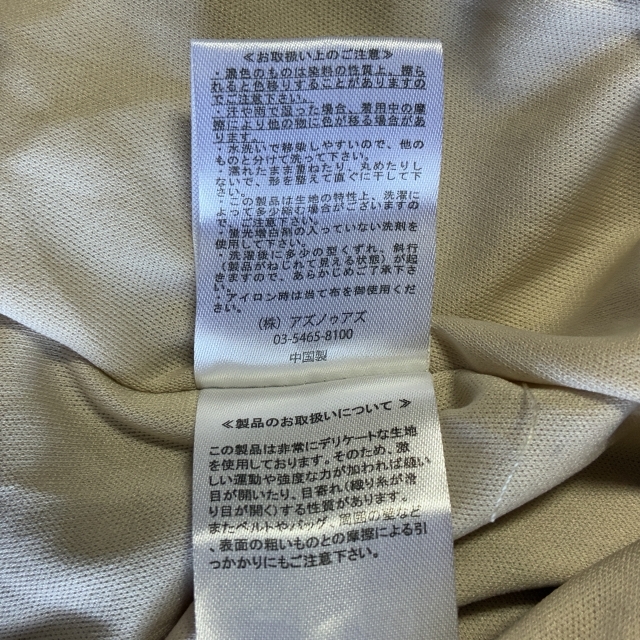 ≪お取扱い上のご注意≫
・濃色のものは染料の性質上、擦ら
れると色移りすることがありますの
でご注意下さい。
・汗や雨で湿った場合、着用中の摩
擦により他の物に色が移る場合があ
ります。
・水洗いで移染しやすいので、他の
ものと分けて洗って下さい。
・濡れたまま重ねたり、丸めたりし
ないで、形を整えて直ぐに干して下
さい。
・この製品は生地の特性上、洗濯に
よって多少縮む場合がございますの
で、ご注意下さい。
・蛍光増白剤の入っていない洗剤を
使用して下さい。
・洗濯後に多少の型くずれ、斜行
(製品がねじれて見える状態)が起
きますので、あらかじめご了承下さ
い。
・アイロン時は当て布を御使用くだ
さい。
(株) アズノゥアズ
03-5465-8100
中国製
≪製品のお取扱いについて≫
この製品は非常にデリケートな生地
を使用しております。そのため、激
しい運動や強度な力が加われば縫い
目が開いたり、目寄れ(織り糸が滑
り目が開く)する性質があります。
またベルトやバッグ、周囲の壁など
、表面の粗いものとの摩擦による引
っかかりにもご注意下さい。